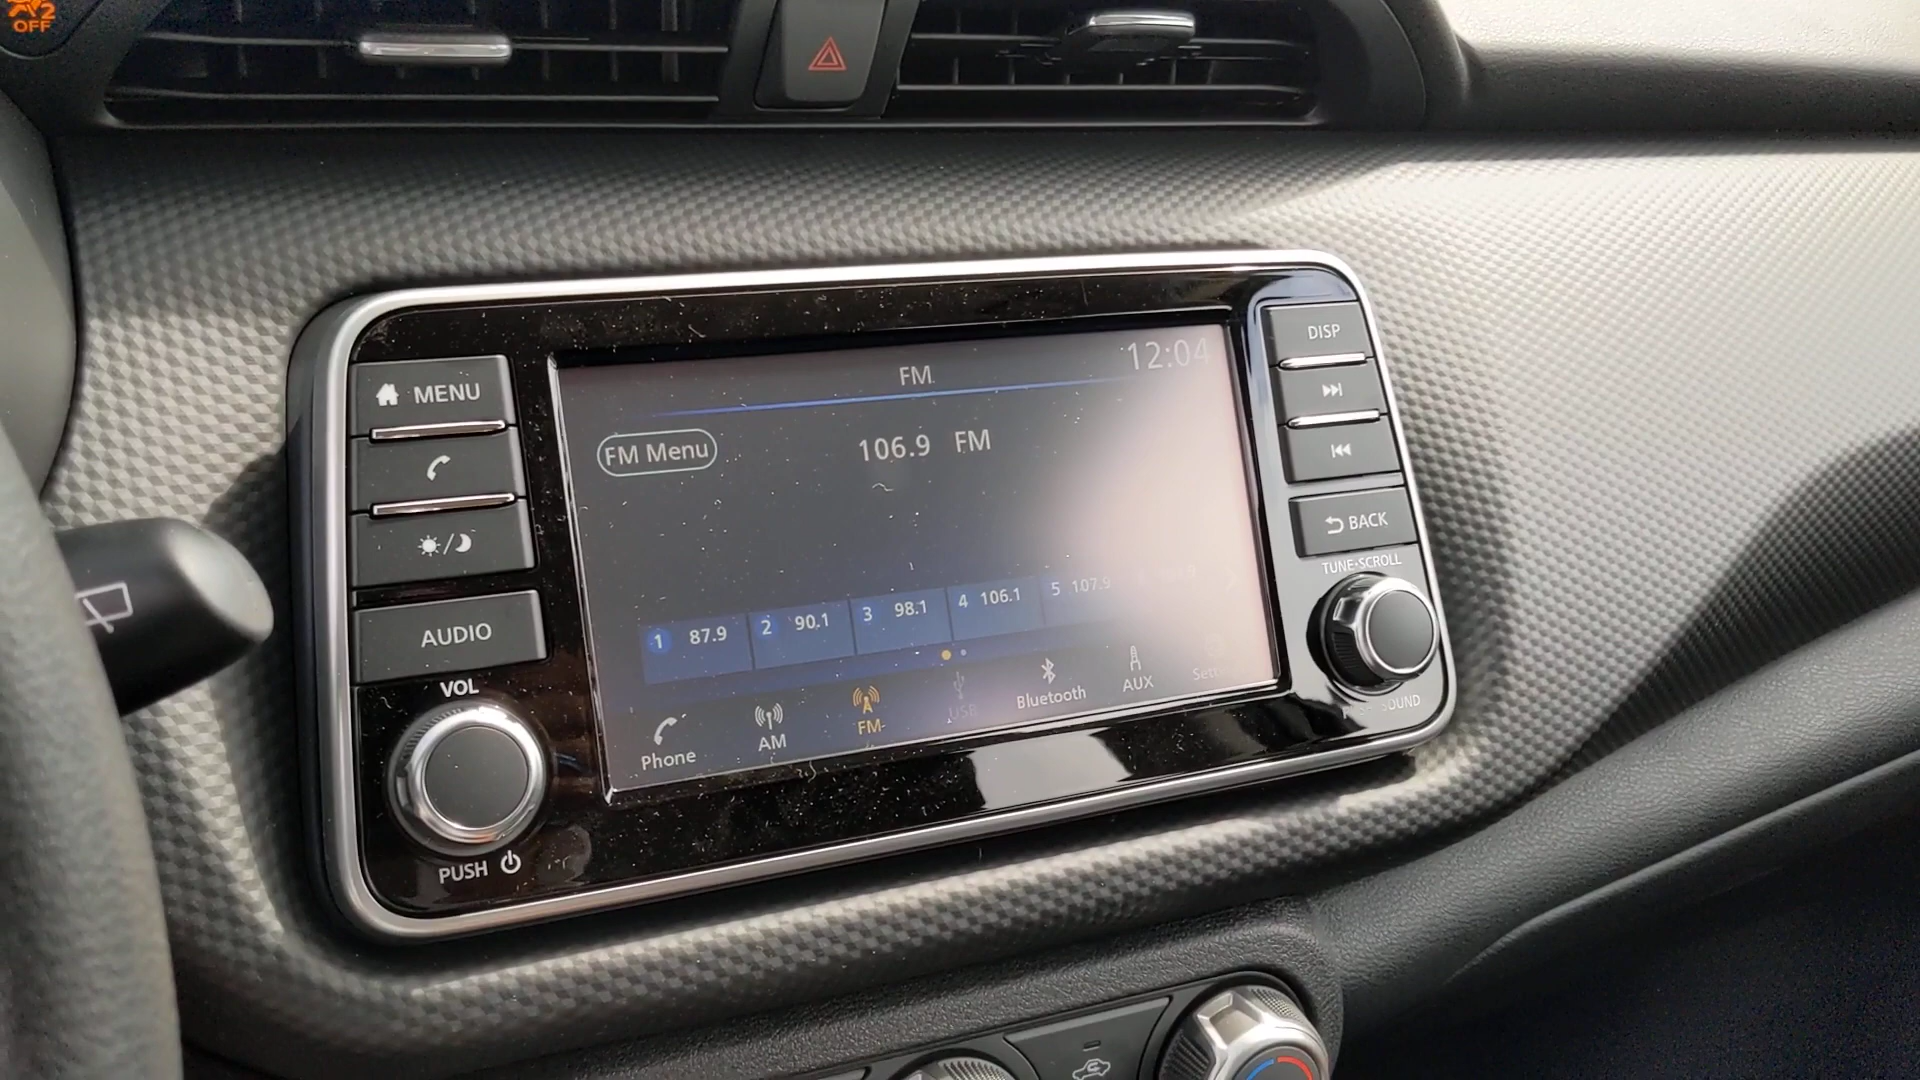 2
OFF
MENU
AUDIO
VOL
PUSH
FM
12:04
FM Menu
106.9 FM
1 87.9
2 90.1
3 98.1
4 106.1
5 107.9
Phone
AM
FM
USB
Bluetooth
AUX
DISP
BACK
TUNE·SCROLL
SOUND